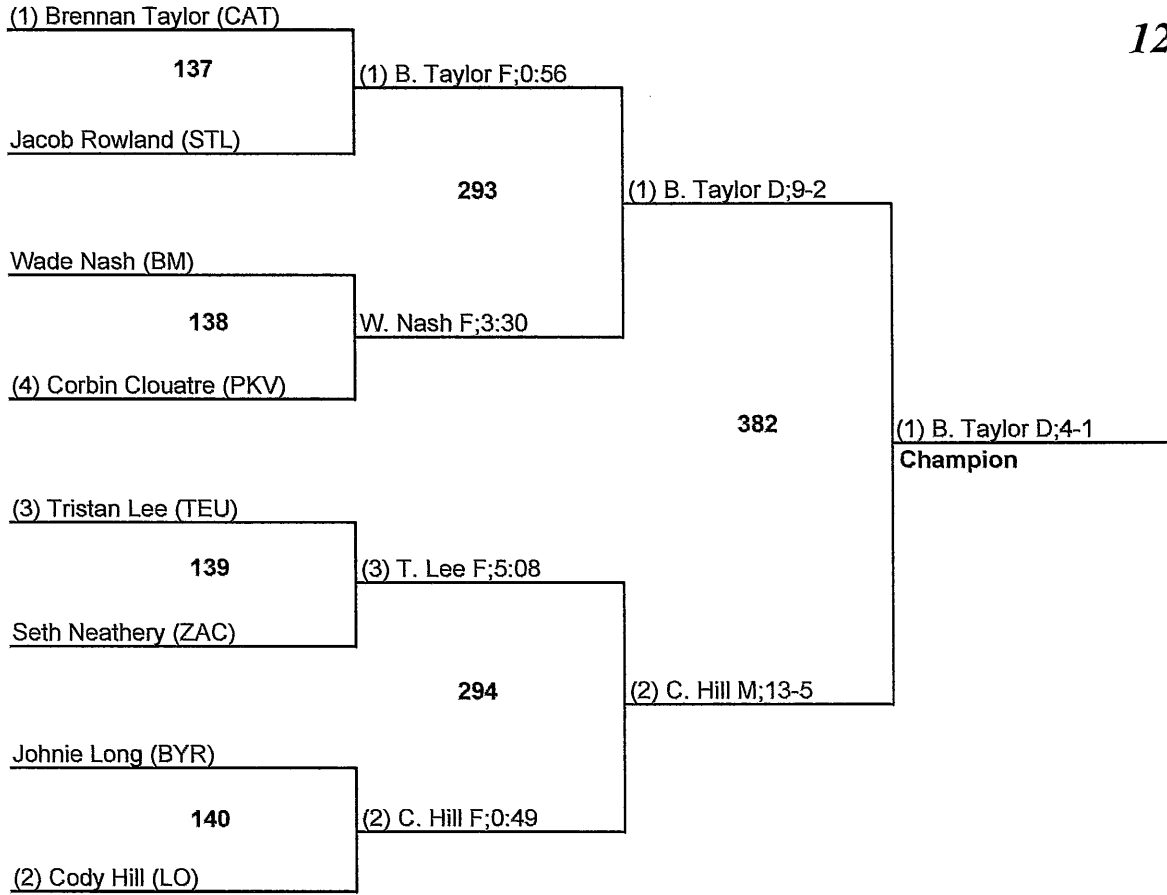 (1) Brennan Taylor (CAT)
12
137
(1) B. Taylor F;0:56
Jacob Rowland (STL)
293
(1) B. Taylor D;9-2
Wade Nash (BM)
138
W. Nash F;3:30
(4) Corbin Clouatre (PKV)
382
(1) B. Taylor D;4-1
Champion
(3) Tristan Lee (TEU)
139
(3) T. Lee F;5:08
Seth Neathery (ZAC)
294
(2) C. Hill M;13-5
Johnie Long (BYR)
140
(2) C. Hill F;0:49
(2) Cody Hill (LO)